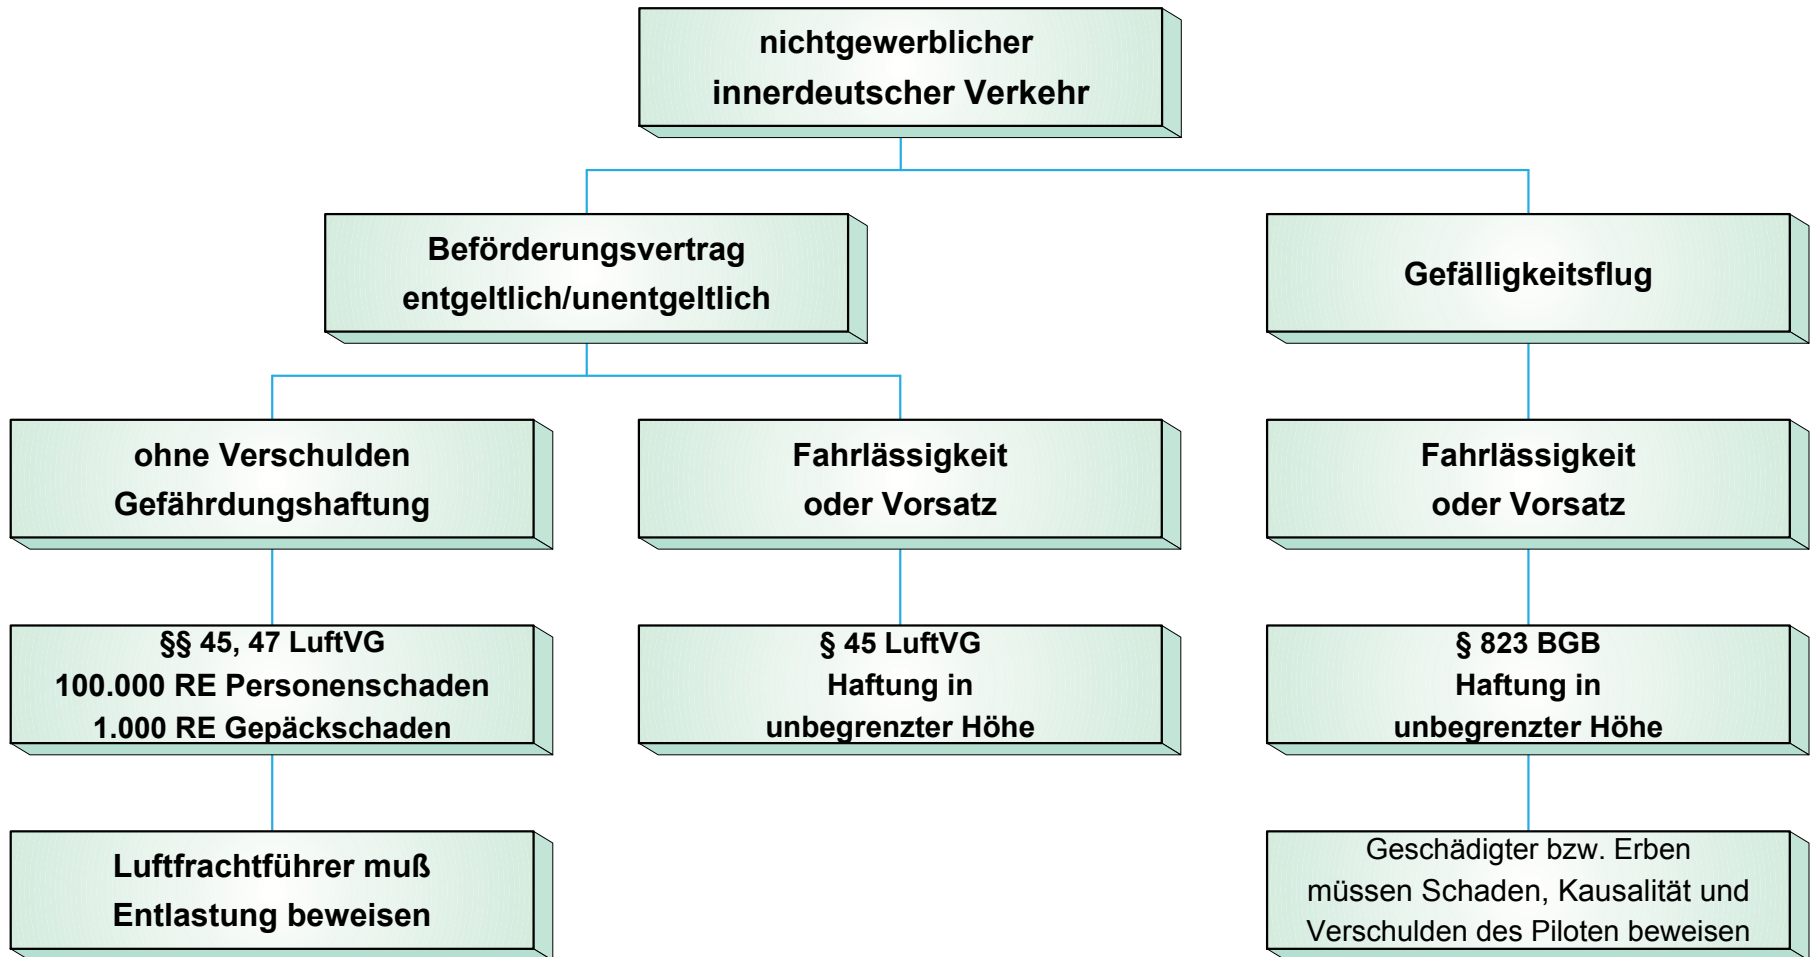 nichtgewerblicher
innerdeutscher Verkehr
Beförderungsvertrag
entgeltlich/unentgeltlich
Gefälligkeitsflug
ohne Verschulden
Gefährdungshaftung
Fahrlässigkeit
oder Vorsatz
Fahrlässigkeit
oder Vorsatz
§§ 45, 47 LuftVG
100.000 RE Personenschaden
1.000 RE Gepäckschaden
§ 45 LuftVG
Haftung in
unbegrenzter Höhe
§ 823 BGB
Haftung in
unbegrenzter Höhe
Luftfrachtführer muß
Entlastung beweisen
Geschädigter bzw. Erben
müssen Schaden, Kausalität und
Verschulden des Piloten beweisen